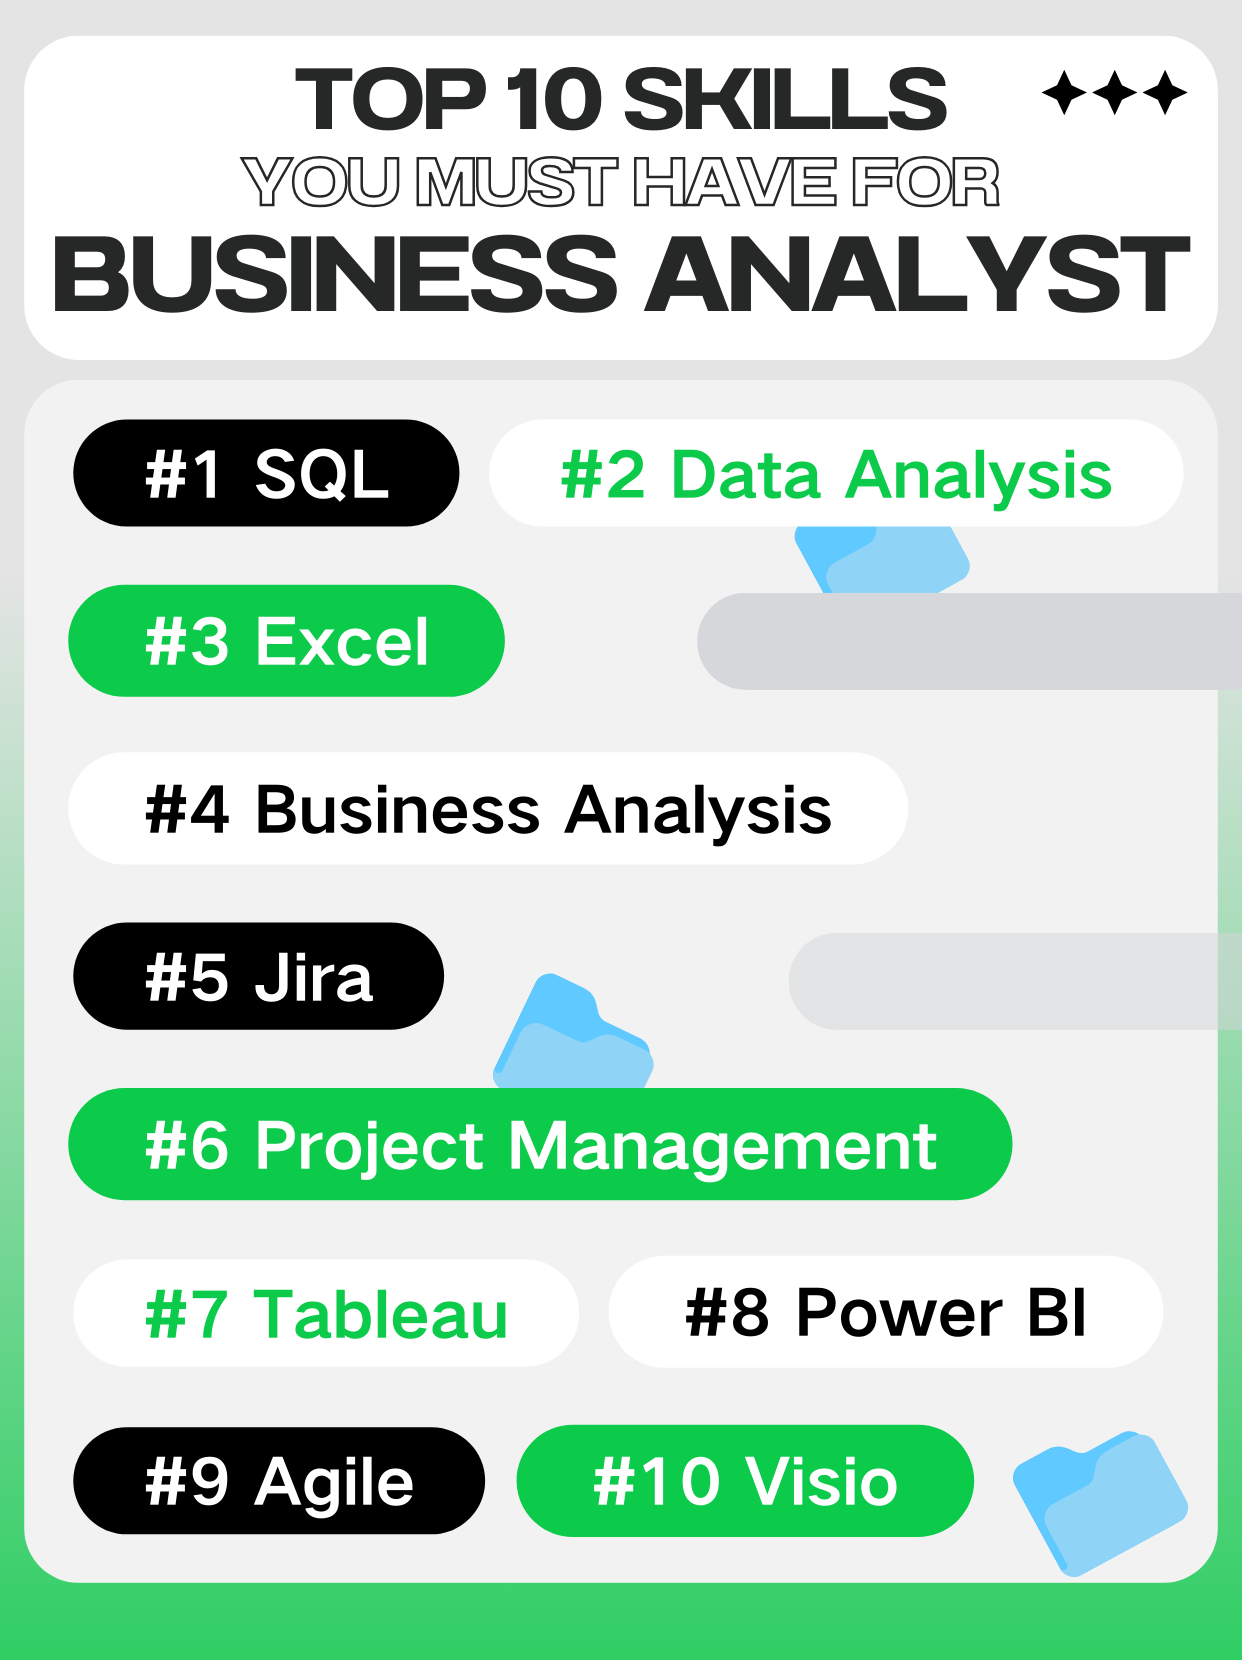 TOP 10 SKILLS
YOU MUST HAVE FOR
BUSINESS ANALYST
#1 SQL
#2 Data Analysis
#3 Excel
#4 Business Analysis
#5 Jira
#6 Project Management
#7 Tableau
#8 Power BI
#9 Agile
#10 Visio